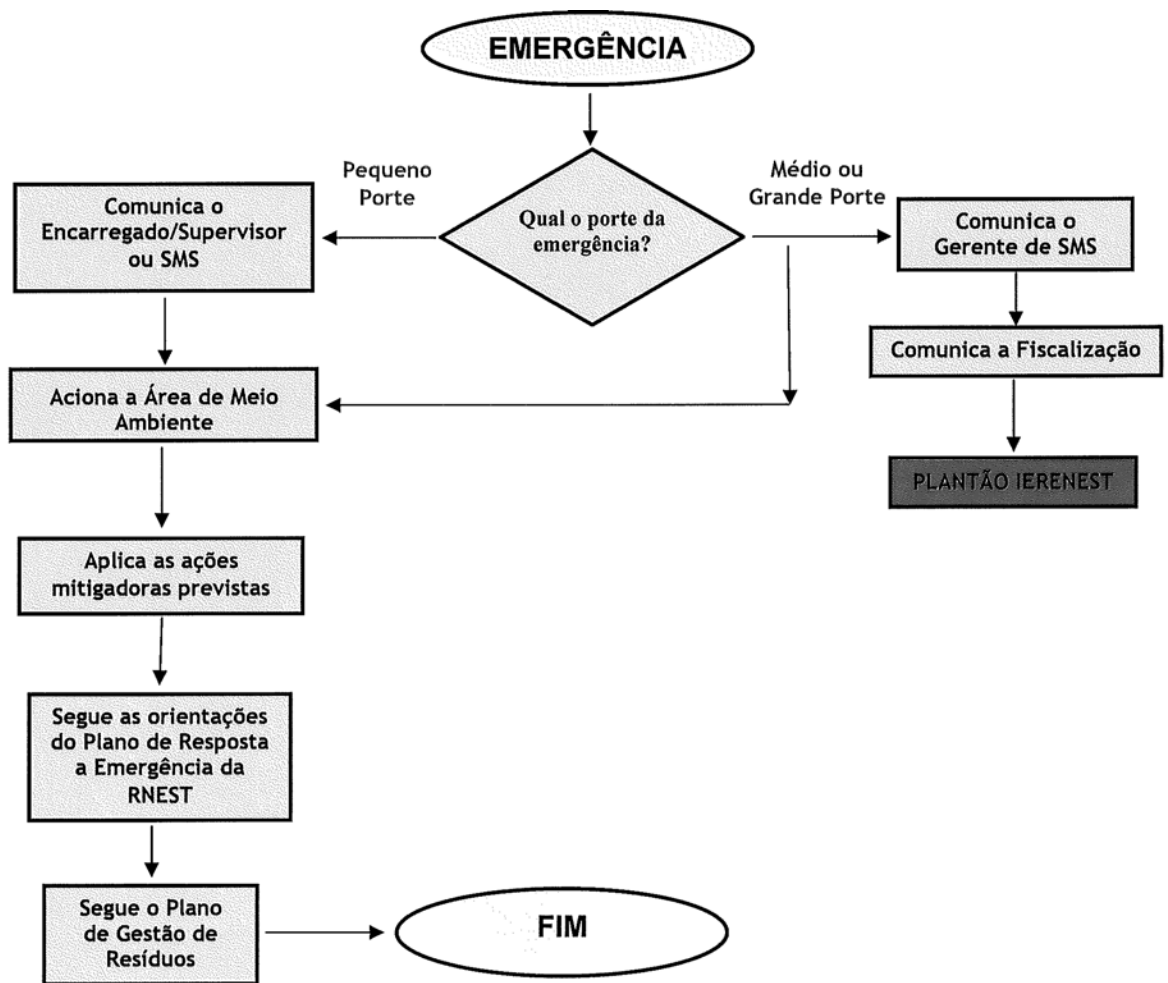 EMERGÊNCIA
Pequeno
Porte
Médio ou
Grande Porte
Qual o porte da
emergência?
Comunica o
Encarregado/Supervisor
ou SMS
Comunica o
Gerente de SMS
Comunica a Fiscalização
Aciona a Área de Meio
Ambiente
PLANTÃO IERENEST
Aplica as ações
mitigadoras previstas
Segue as orientações
do Plano de Resposta
a Emergência da
RNEST
Segue o Plano
de Gestão de
Resíduos
FIM